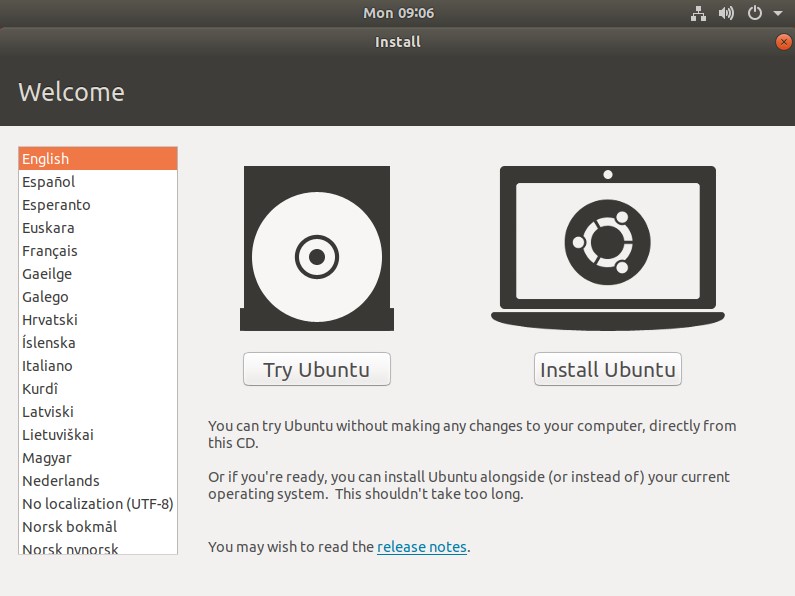 Mon 09:06
Install
Welcome
English
Español
Esperanto
Euskara
Français
Gaeilge
Galego
Hrvatski
Íslenska
Italiano
Kurdî
Latviski
Lietuviškai
Magyar
Nederlands
No localization (UTF-8)
Norsk bokmål
Norsk nynorsk
Try Ubuntu
Install Ubuntu
You can try Ubuntu without making any changes to your computer, directly from
this CD.
Or if you're ready, you can install Ubuntu alongside (or instead of) your current
operating system.  This shouldn't take too long.
You may wish to read the release notes.